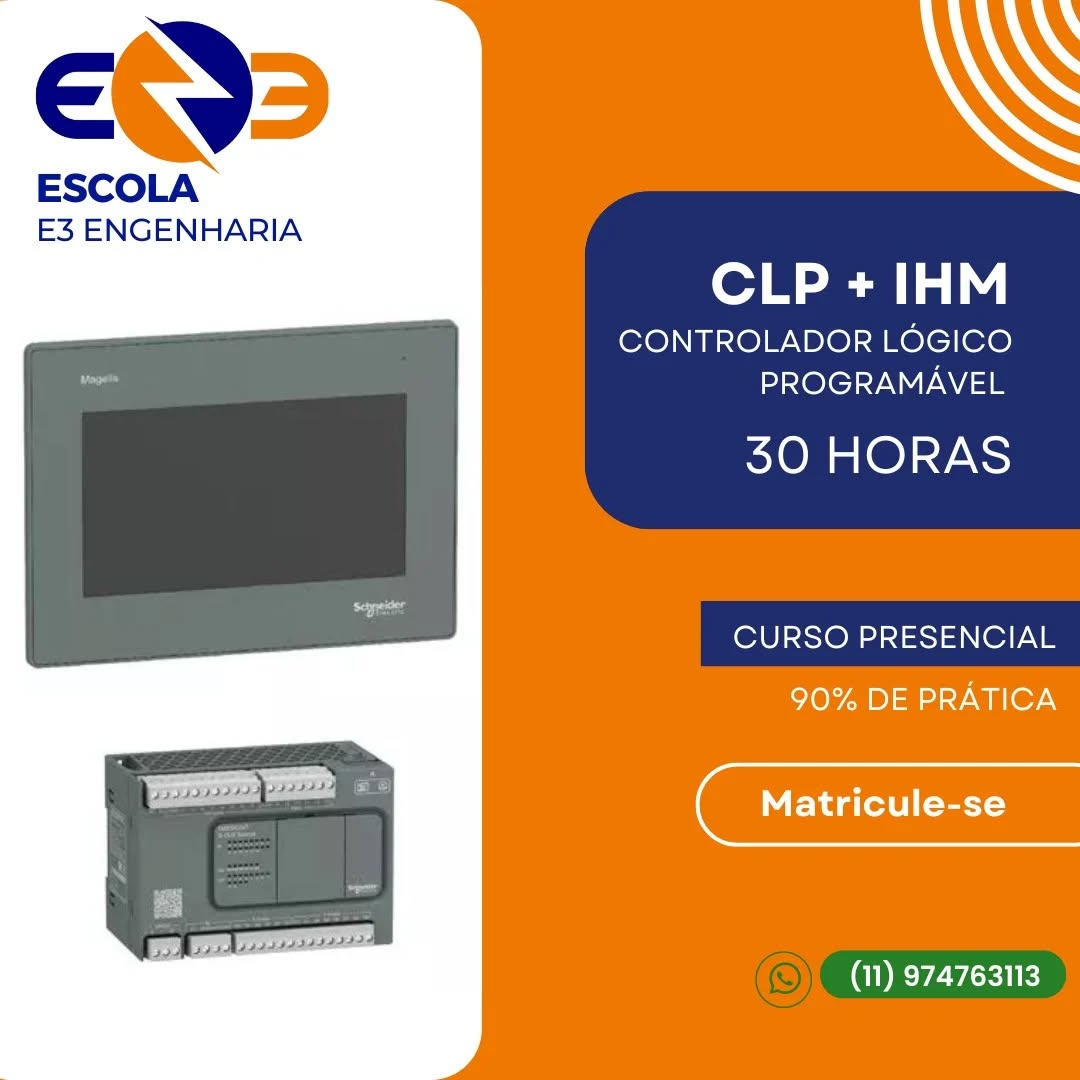 ESCOLA
E3 ENGENHARIA
CLP + IHM
CONTROLADOR LÓGICO
PROGRAMÁVEL
30 HORAS
Magelis
Schneider
CURSO PRESENCIAL
90% DE PRÁTICA
Matricule-se
Schneider
(11) 974763113